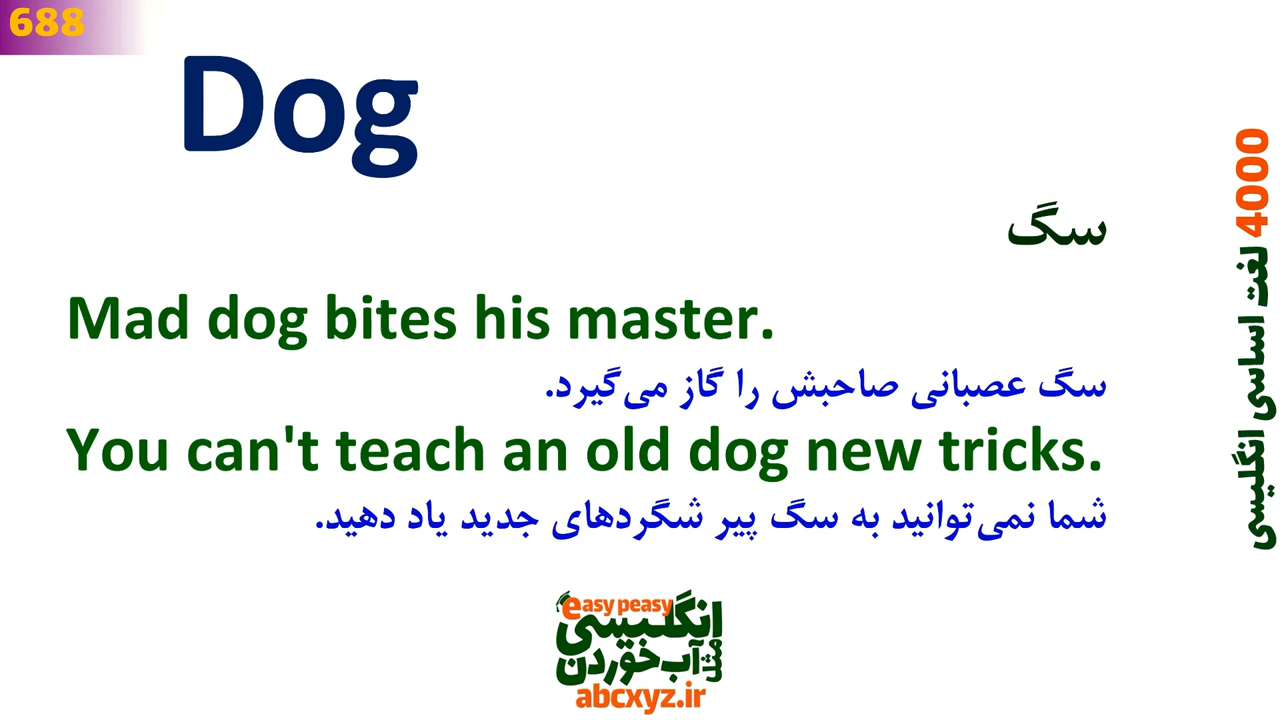 688
Dog
سگ
Mad dog bites his master.
سگ عصبانی صاحبش را گاز می‌گیرد.
You can't teach an old dog new tricks.
شما نمی‌توانید به سگ پیر شگردهای جدید یاد دهید.
4000 لغت اساسی انگلیسی
easy peasy
انگلیسی
مثل آب خوردن
abcxyz.ir